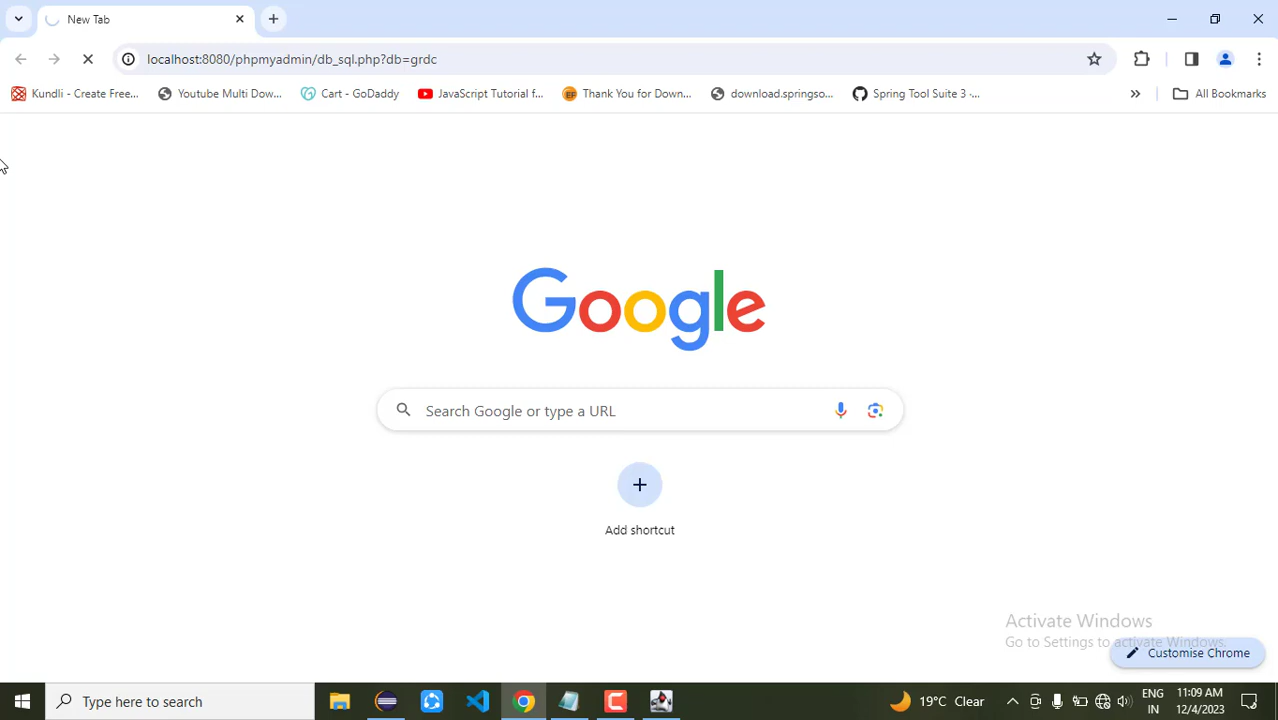 New Tab
localhost:8080/phpmyadmin/db_sql.php?db=grdc
Kundli - Create Free... Youtube Multi Dow... Cart - GoDaddy JavaScript Tutorial f... Thank You for Down... download.springso... Spring Tool Suite 3 -... All Bookmarks
Google
Search Google or type a URL
Add shortcut
Activate Windows
Go to Settings to activate Windows.
Customise Chrome
Type here to search
19°C Clear
ENG
IN
11:09 AM
12/4/2023